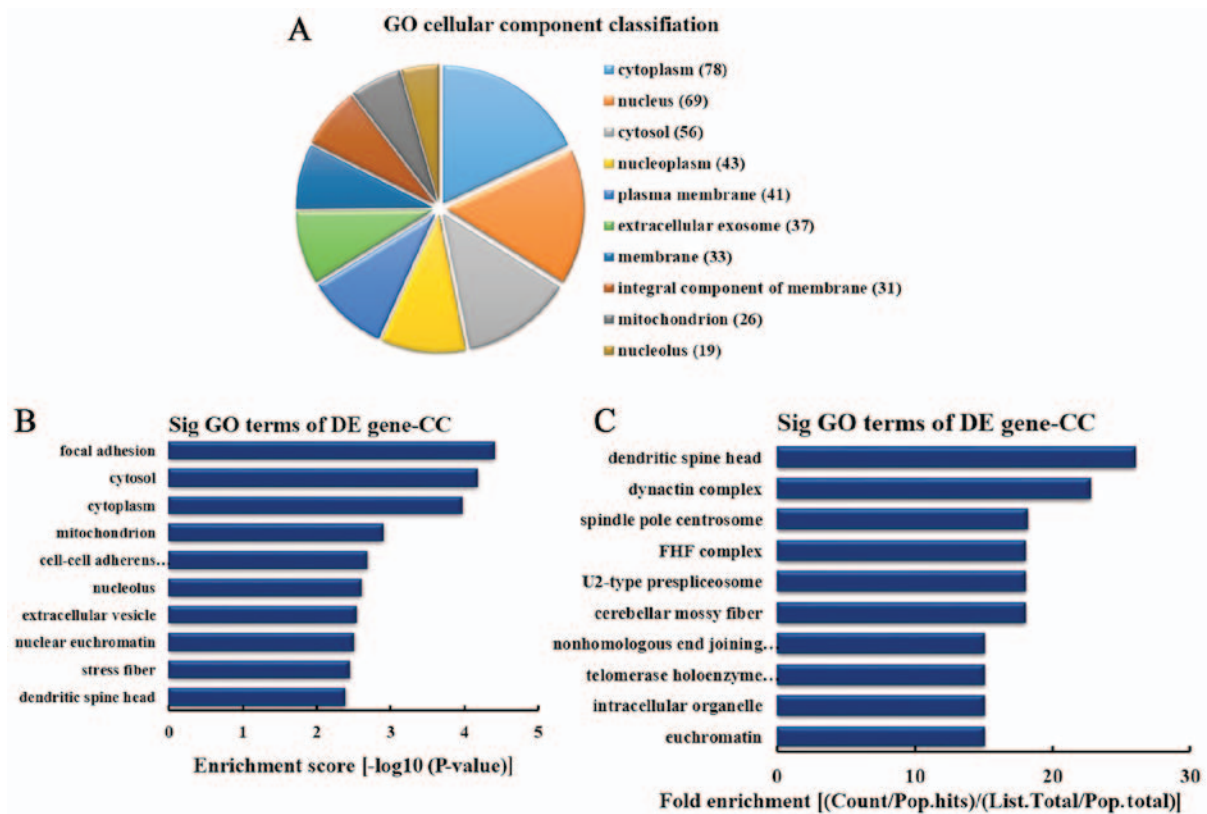 A
GO cellular component classifiation
cytoplasm (78)
nucleus (69)
cytosol (56)
nucleoplasm (43)
plasma membrane (41)
extracellular exosome (37)
membrane (33)
integral component of membrane (31)
mitochondrion (26)
nucleolus (19)
B
Sig GO terms of DE gene-CC
focal adhesion
cytosol
cytoplasm
mitochondrion
cell-cell adherens...
nucleolus
extracellular vesicle
nuclear euchromatin
stress fiber
dendritic spine head
0 1 2 3 4 5
Enrichment score [-log10 (P-value)]
C
Sig GO terms of DE gene-CC
dendritic spine head
dynactin complex
spindle pole centrosome
FHF complex
U2-type prespliceosome
cerebellar mossy fiber
nonhomologous end joining...
telomerase holoenzyme...
intracellular organelle
euchromatin
0 10 20 30
Fold enrichment [(Count/Pop.hits)/(List.Total/Pop.total)]